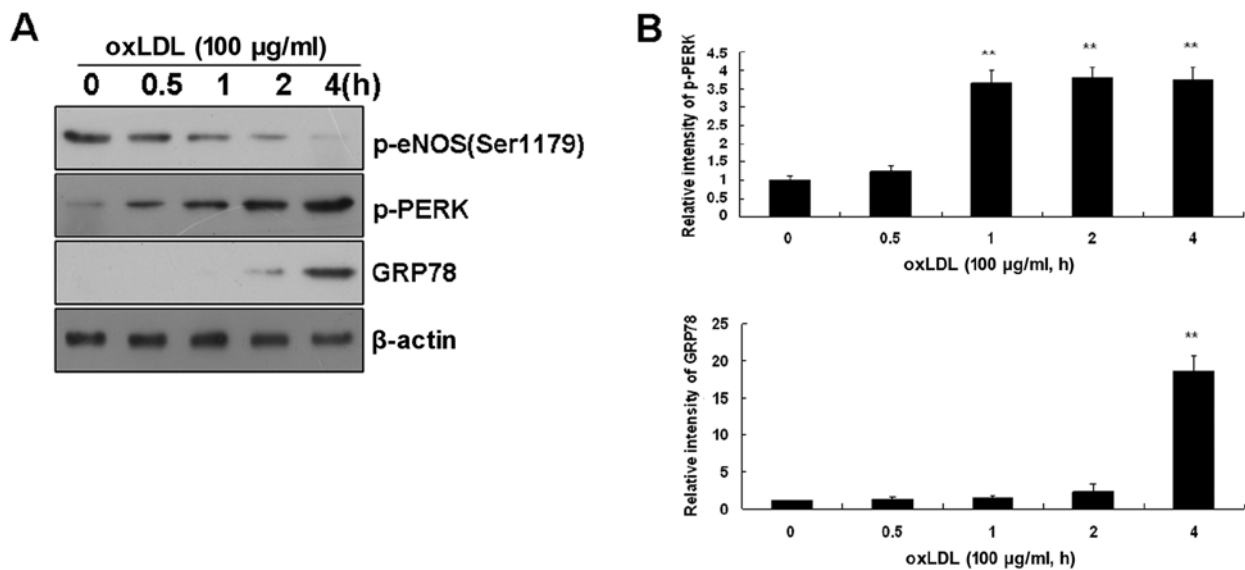 A
oxLDL (100 µg/ml)
0 0.5 1 2 4(h)
p-eNOS(Ser1179)
p-PERK
GRP78
β-actin
B
Relative intensity of p-PERK
4.5
4
3.5
3
2.5
2
1.5
1
0.5
0
** ** **
0 0.5 1 2 4
oxLDL (100 µg/ml, h)
Relative intensity of GRP78
25
20
15
10
5
0
**
0 0.5 1 2 4
oxLDL (100 µg/ml, h)